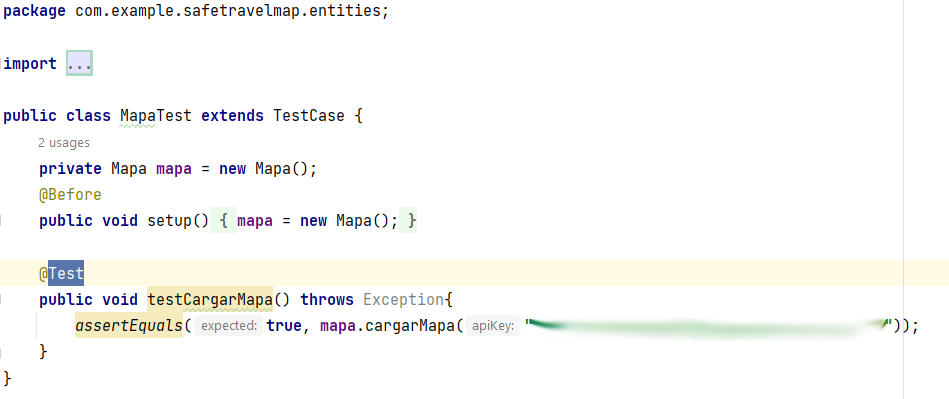 package com.example.safetravelmap.entities;
import ...
public class MapaTest extends TestCase {
2 usages
private Mapa mapa = new Mapa();
@Before
public void setup() { mapa = new Mapa(); }
@Test
public void testCargarMapa() throws Exception{
assertEquals( expected: true, mapa.cargarMapa( apiKey: ""));
}
}